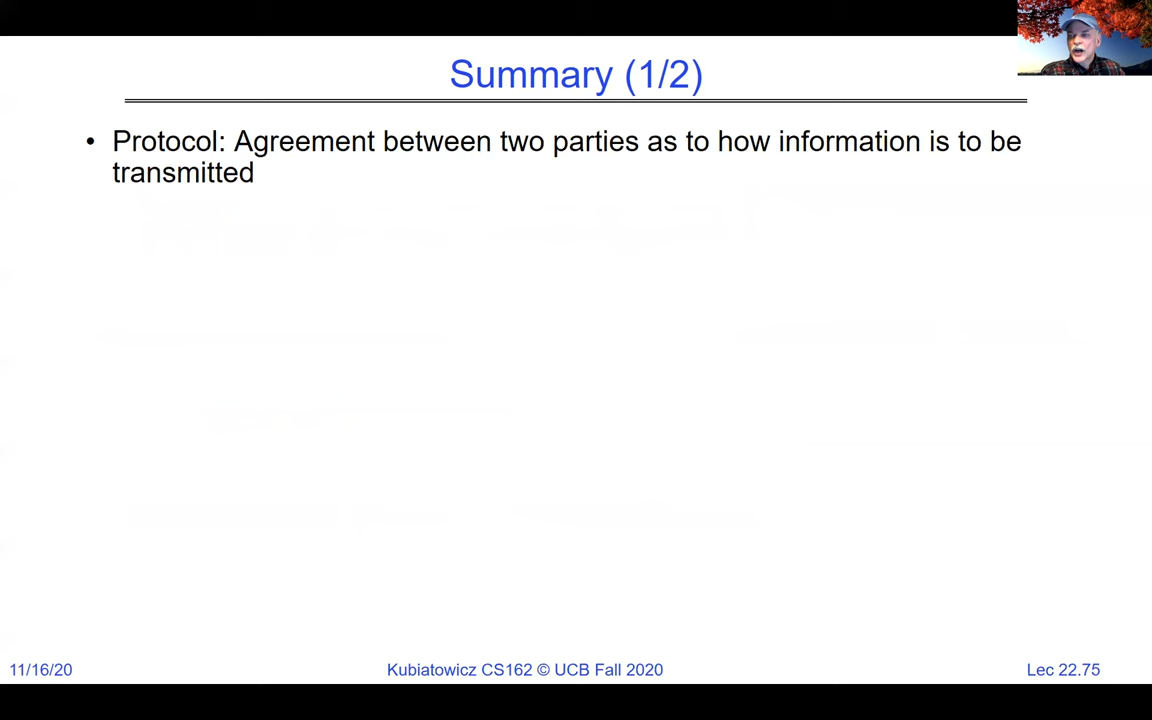 Summary (1/2)
• Protocol: Agreement between two parties as to how information is to be
transmitted
11/16/20
Kubiatowicz CS162 © UCB Fall 2020
Lec 22.75